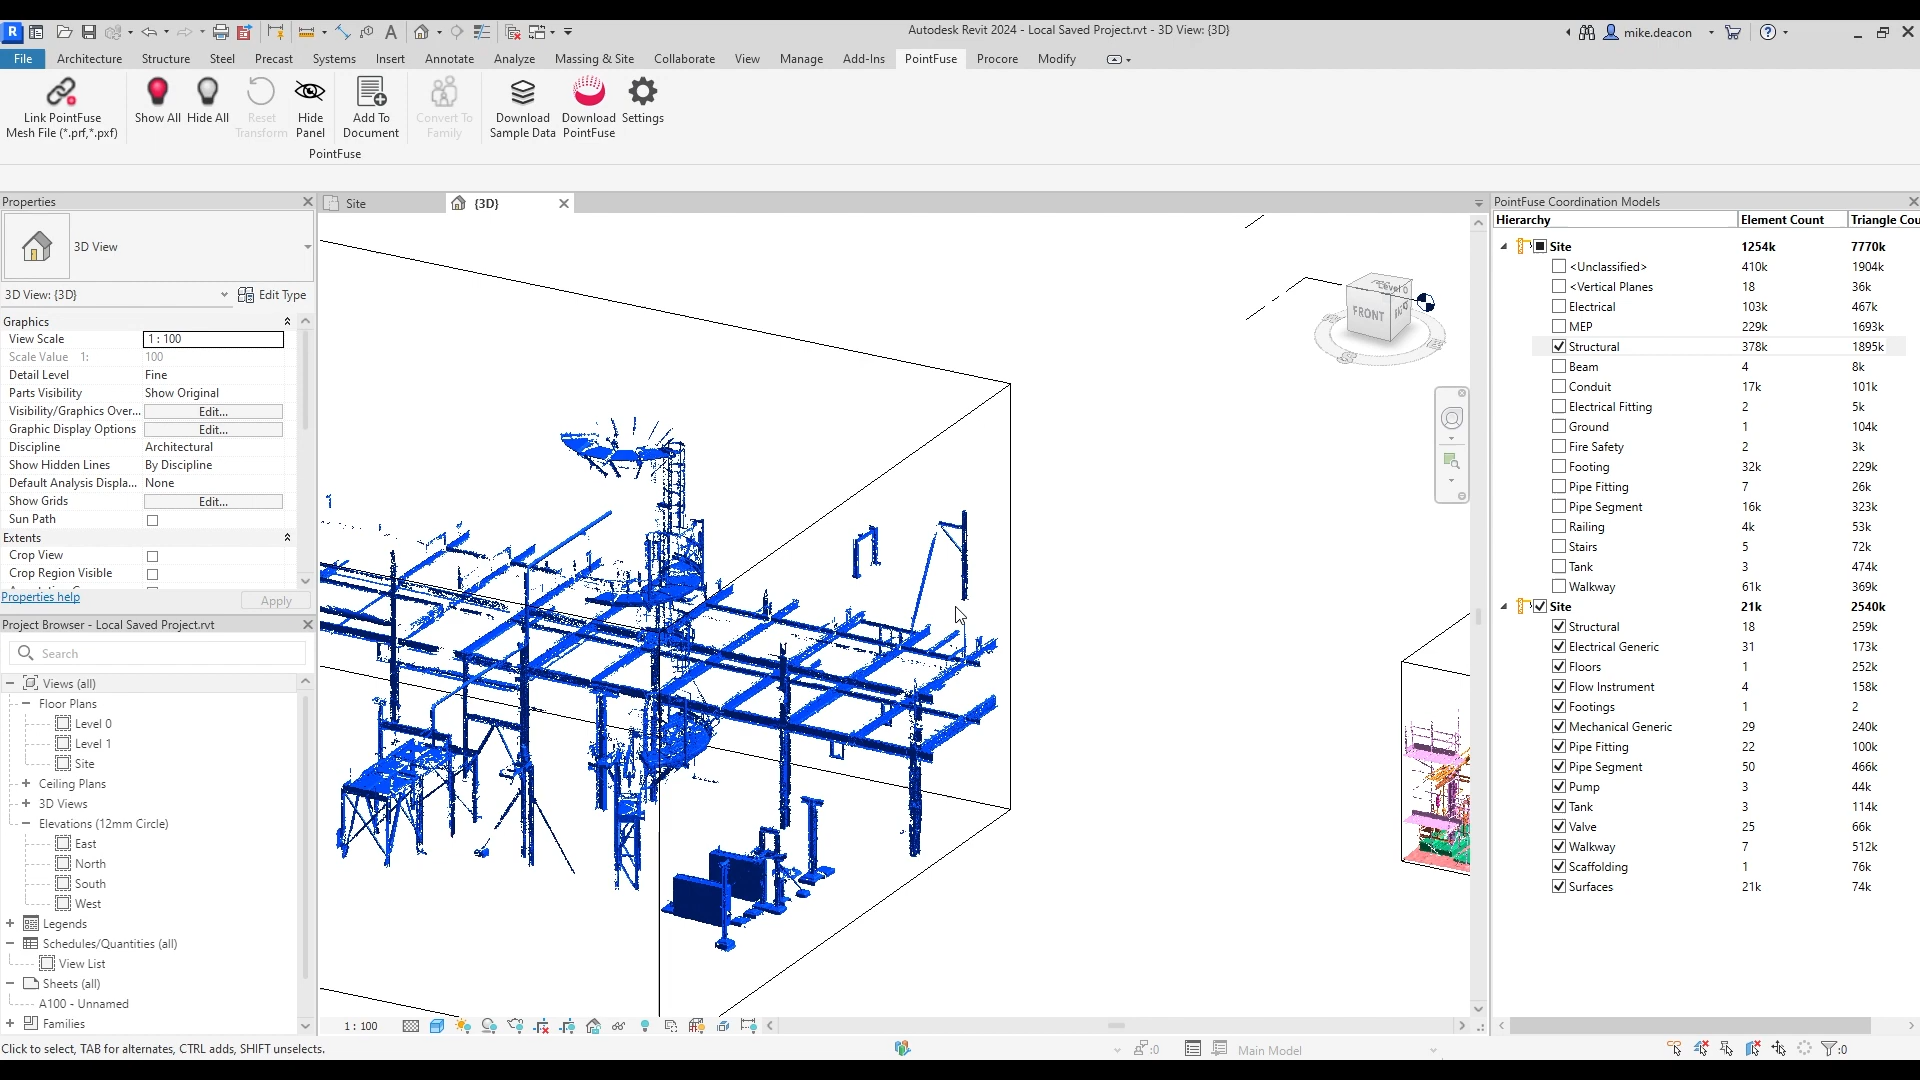 R
A
Autodesk Revit 2024 - Local Saved Project.rvt - 3D View: {3D}
mike.deacon
File Architecture Structure Steel Precast Systems Insert Annotate Analyze Massing & Site Collaborate View Manage Add-Ins PointFuse Procore Modify
Link PointFuse
Mesh File (*.prf,*.pxf)
Show All
Hide All
Reset
Transform
Hide
Panel
Add To
Document
Convert To
Family
Download
Sample Data
Download
PointFuse
Settings
PointFuse
Properties
3D View
3D View: {3D}
Edit Type
Graphics
View Scale 1 : 100
Scale Value 1: 100
Detail Level Fine
Parts Visibility Show Original
Visibility/Graphics Over... Edit...
Graphic Display Options Edit...
Discipline Architectural
Show Hidden Lines By Discipline
Default Analysis Displa... None
Show Grids Edit...
Sun Path
Extents
Crop View
Crop Region Visible
Properties help
Apply
Project Browser - Local Saved Project.rvt
Search
Views (all)
Floor Plans
Level 0
Level 1
Site
Ceiling Plans
3D Views
Elevations (12mm Circle)
East
North
South
West
Legends
Schedules/Quantities (all)
View List
Sheets (all)
A100 - Unnamed
Families
Site
{3D}
Level 0
FRONT
S
1 : 100
PointFuse Coordination Models
Hierarchy Element Count Triangle Cou
Site 1254k 7770k
<Unclassified> 410k 1904k
<Vertical Planes 18 36k
Electrical 103k 467k
MEP 229k 1693k
Structural 378k 1895k
Beam 4 8k
Conduit 17k 101k
Electrical Fitting 2 5k
Ground 1 104k
Fire Safety 2 3k
Footing 32k 229k
Pipe Fitting 7 26k
Pipe Segment 16k 323k
Railing 4k 53k
Stairs 5 72k
Tank 3 474k
Walkway 61k 369k
Site 21k 2540k
Structural 18 259k
Electrical Generic 31 173k
Floors 1 252k
Flow Instrument 4 158k
Footings 1 2
Mechanical Generic 29 240k
Pipe Fitting 22 100k
Pipe Segment 50 466k
Pump 3 44k
Tank 3 114k
Valve 25 66k
Walkway 7 512k
Scaffolding 1 76k
Surfaces 21k 74k
Click to select, TAB for alternates, CTRL adds, SHIFT unselects.
:0
Main Model
:0